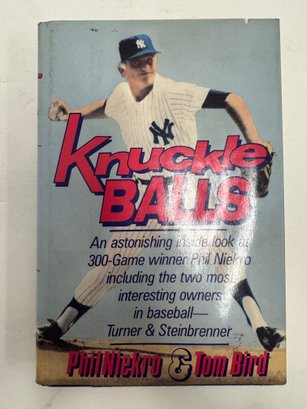 Knuckle
BALLS
An astonishing inside look at
300-Game winner Phil Niekro
including the two most
interesting owners
in baseball—
Turner & Steinbrenner
Phil Niekro & Tom Bird